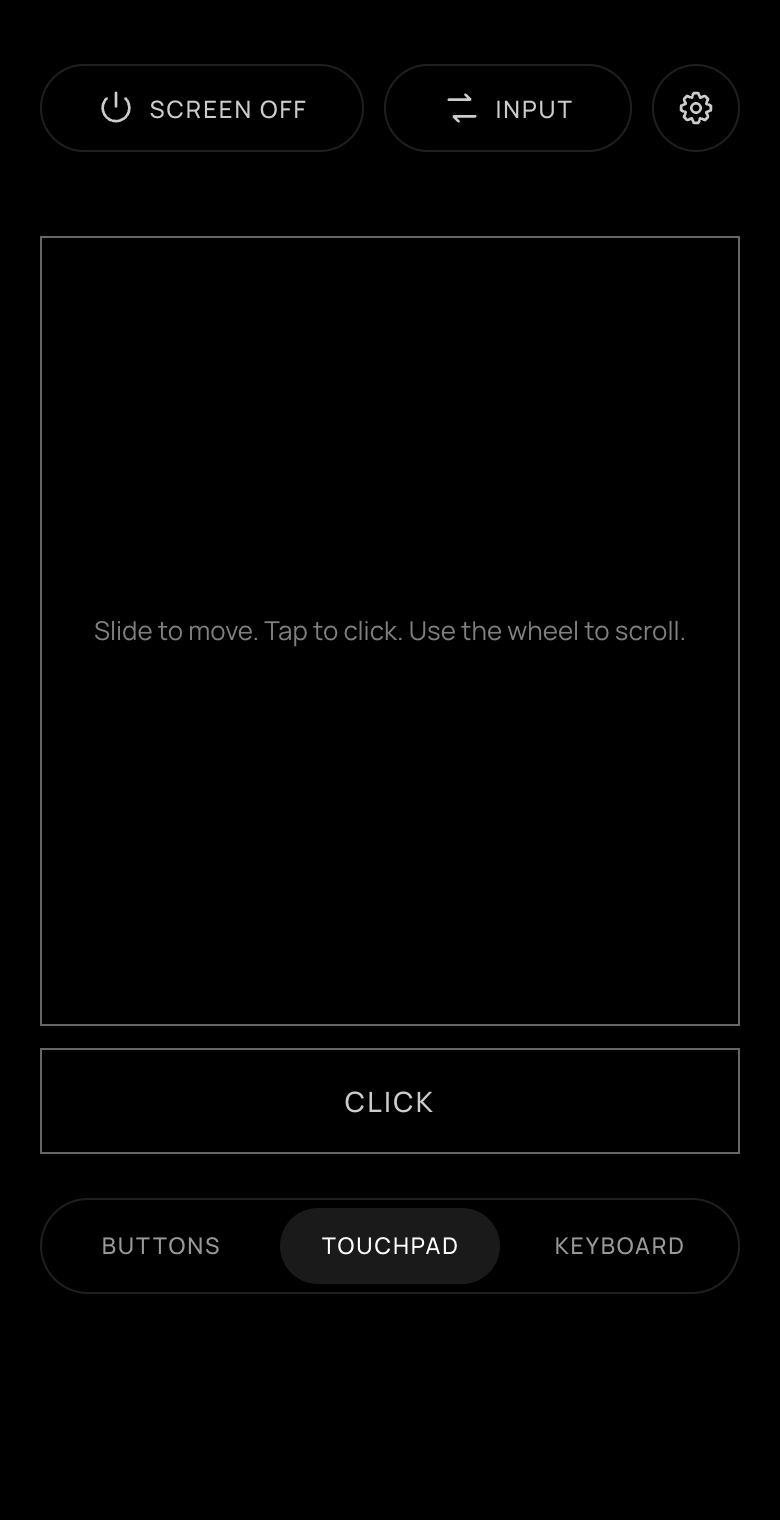 SCREEN OFF
INPUT
Slide to move. Tap to click. Use the wheel to scroll.
CLICK
BUTTONS
TOUCHPAD
KEYBOARD